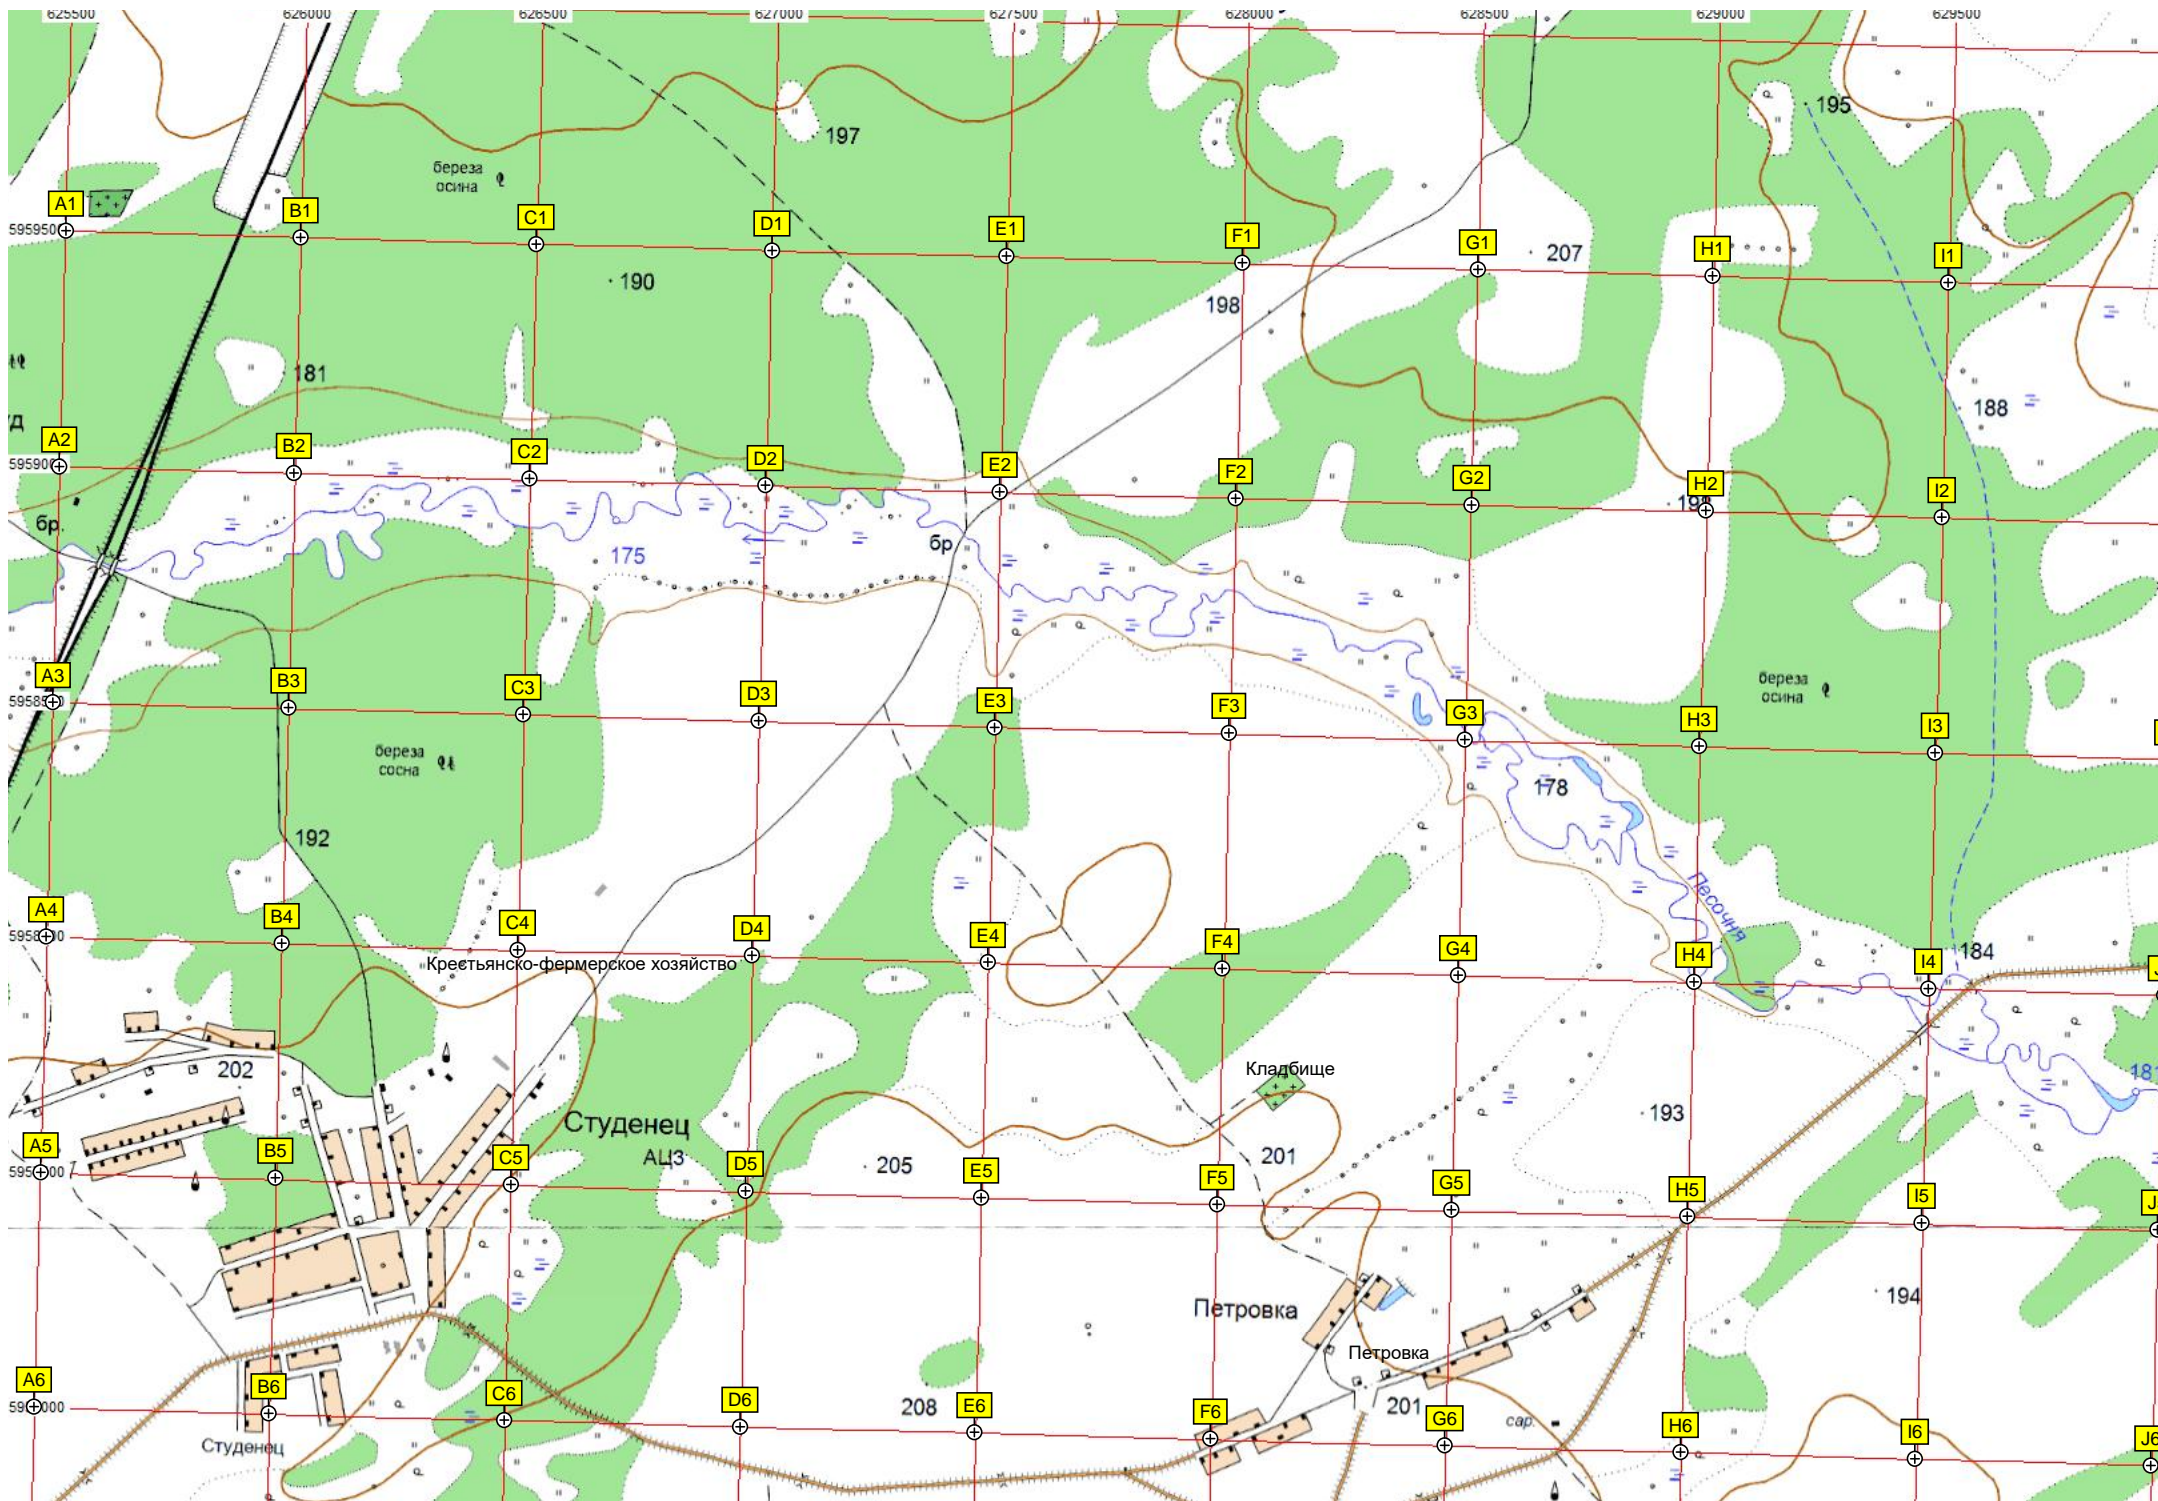 625500 626000 626500 627000 627500 628000 628500 629000 629500
195
197
береза
осина
A1 B1 C1 D1 E1 F1 G1 H1 I1
595950
207
190
198
181
188
A2 B2 C2 D2 E2 F2 G2 H2 I2
595900
198
бр.
бр.
175
A3 B3 C3 D3 E3 F3 G3 H3 I3
береза
осина
береза
сосна
178
192
Песочня
A4 B4 C4 D4 E4 F4 G4 H4 I4
184
Крестьянско-фермерское хозяйство
202
Кладбище
181
193
Студенец
АЦЗ
205
201
A5 B5 C5 D5 E5 F5 G5 H5 I5
194
Петровка
Петровка
A6 B6 C6 D6 E6 F6 G6 H6 I6 J6
208
201
сар.
Студенец